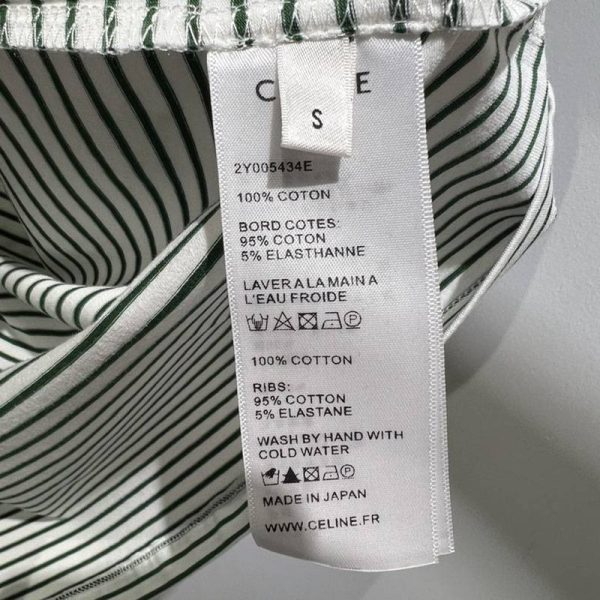 C E
S
2Y005434E
100% COTON
BORD COTES:
95% COTON
5% ELASTHANNE
LAVER A LA MAIN A
L'EAU FROIDE
100% COTTON
RIBS:
95% COTTON
5% ELASTANE
WASH BY HAND WITH
COLD WATER
MADE IN JAPAN
WWW.CELINE.FR